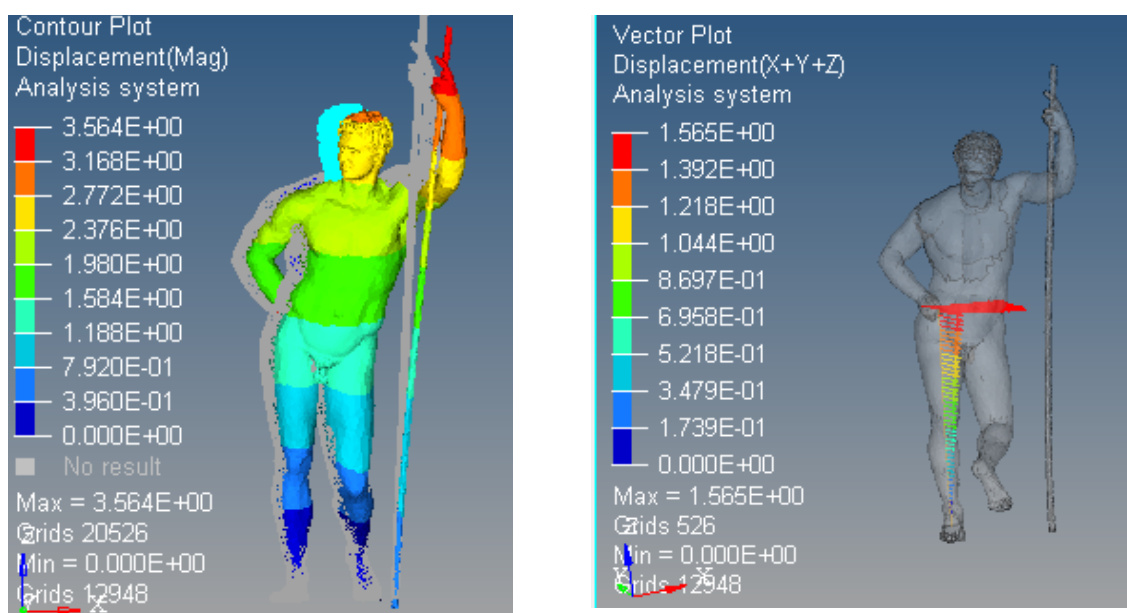 Contour Plot
Displacement(Mag)
Analysis system
3.564E+00
3.168E+00
2.772E+00
2.376E+00
1.980E+00
1.584E+00
1.188E+00
7.920E-01
3.960E-01
0.000E+00
No result
Max = 3.564E+00
Grids 20526
Z
Min = 0.000E+00
Grids 12948
Y X
Vector Plot
Displacement(X+Y+Z)
Analysis system
1.565E+00
1.392E+00
1.218E+00
1.044E+00
8.697E-01
6.958E-01
5.218E-01
3.479E-01
1.739E-01
0.000E+00
Max = 1.565E+00
Grids 526
Z
Min = 0.000E+00
Grids 12948
Y X